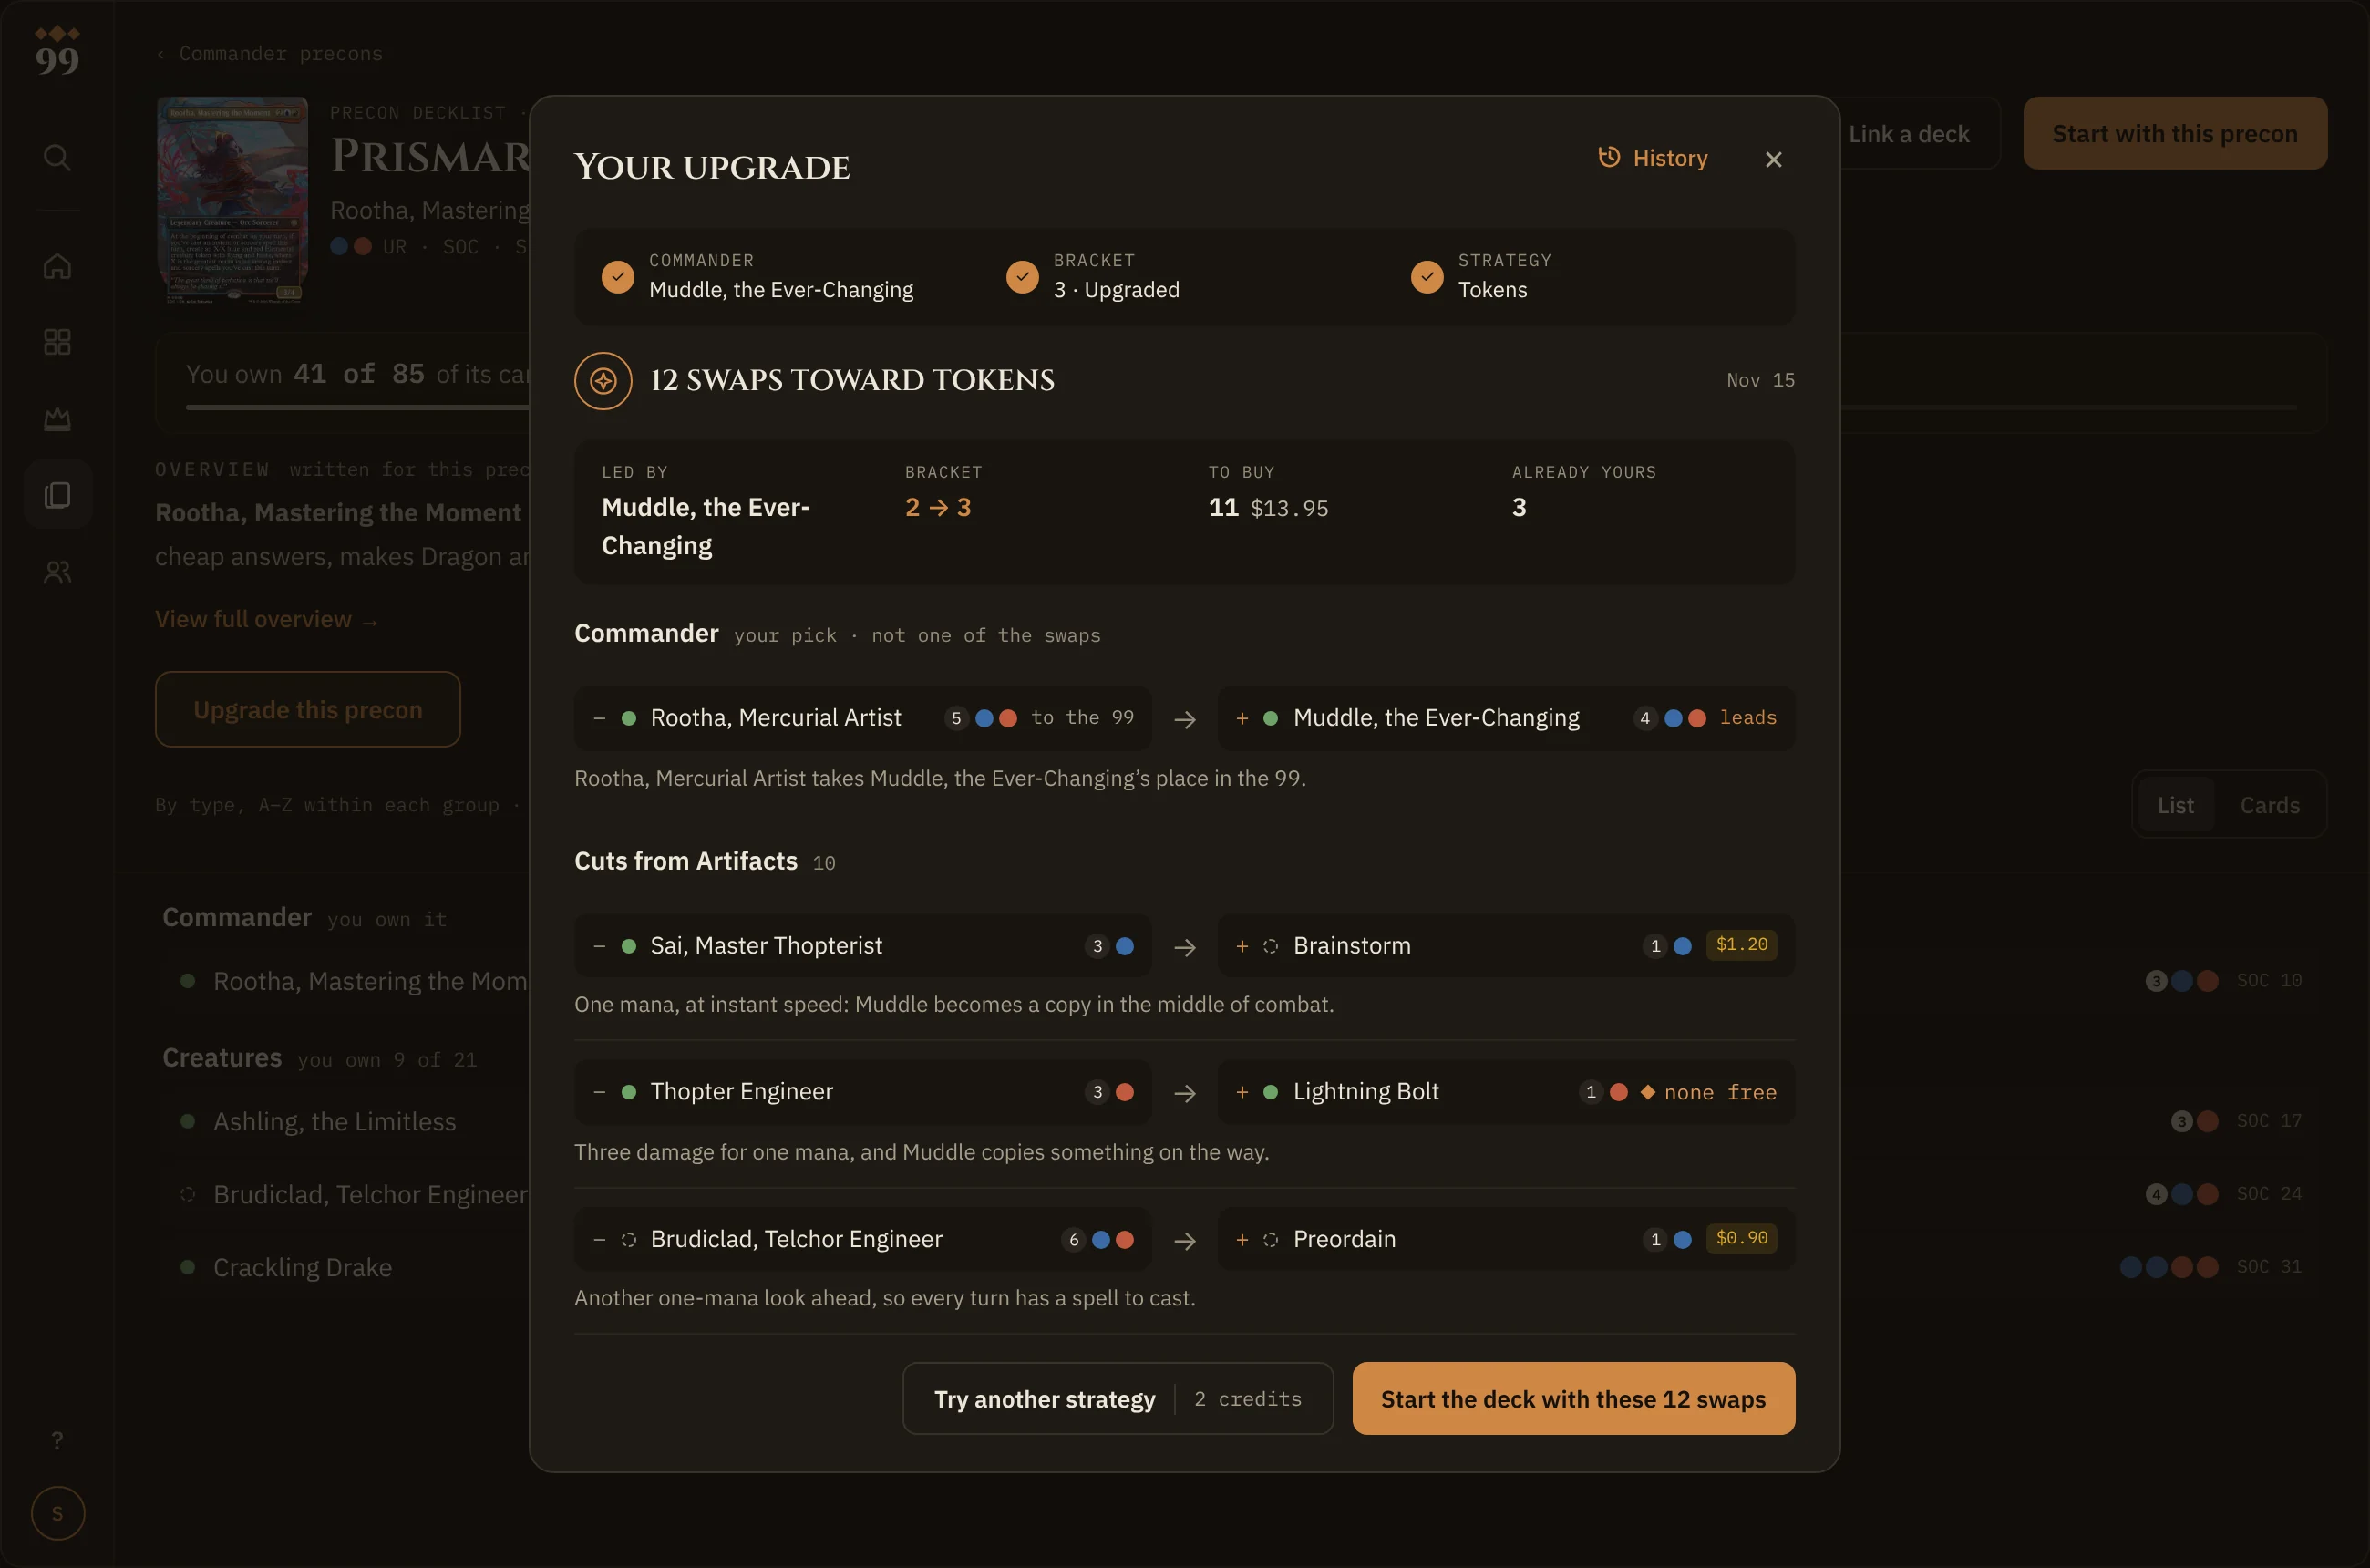 99
‹ Commander precons
PRECON DECKLIST ·
PRISMAR
Rootha, Mastering
UR · SOC · S
Link a deck
Start with this precon
You own 41 of 85 of its car
OVERVIEW written for this prec
Rootha, Mastering the Moment
cheap answers, makes Dragon an
View full overview →
Upgrade this precon
By type, A–Z within each group ·
List
Cards
Commander you own it
Rootha, Mastering the Mom
3 SOC 10
Creatures you own 9 of 21
Ashling, the Limitless
3 SOC 17
Brudiclad, Telchor Engineer
4 SOC 24
Crackling Drake
SOC 31
?
S
YOUR UPGRADE
History
×
COMMANDER
Muddle, the Ever-Changing
BRACKET
3 · Upgraded
STRATEGY
Tokens
12 SWAPS TOWARD TOKENS
Nov 15
LED BY
Muddle, the Ever-
Changing
BRACKET
2 → 3
TO BUY
11 $13.95
ALREADY YOURS
3
Commander your pick · not one of the swaps
− Rootha, Mercurial Artist 5 to the 99 → + Muddle, the Ever-Changing 4 leads
Rootha, Mercurial Artist takes Muddle, the Ever-Changing’s place in the 99.
Cuts from Artifacts 10
− Sai, Master Thopterist 3 → + Brainstorm 1 $1.20
One mana, at instant speed: Muddle becomes a copy in the middle of combat.
− Thopter Engineer 3 → + Lightning Bolt 1 ◆ none free
Three damage for one mana, and Muddle copies something on the way.
− Brudiclad, Telchor Engineer 6 → + Preordain 1 $0.90
Another one-mana look ahead, so every turn has a spell to cast.
Try another strategy | 2 credits
Start the deck with these 12 swaps